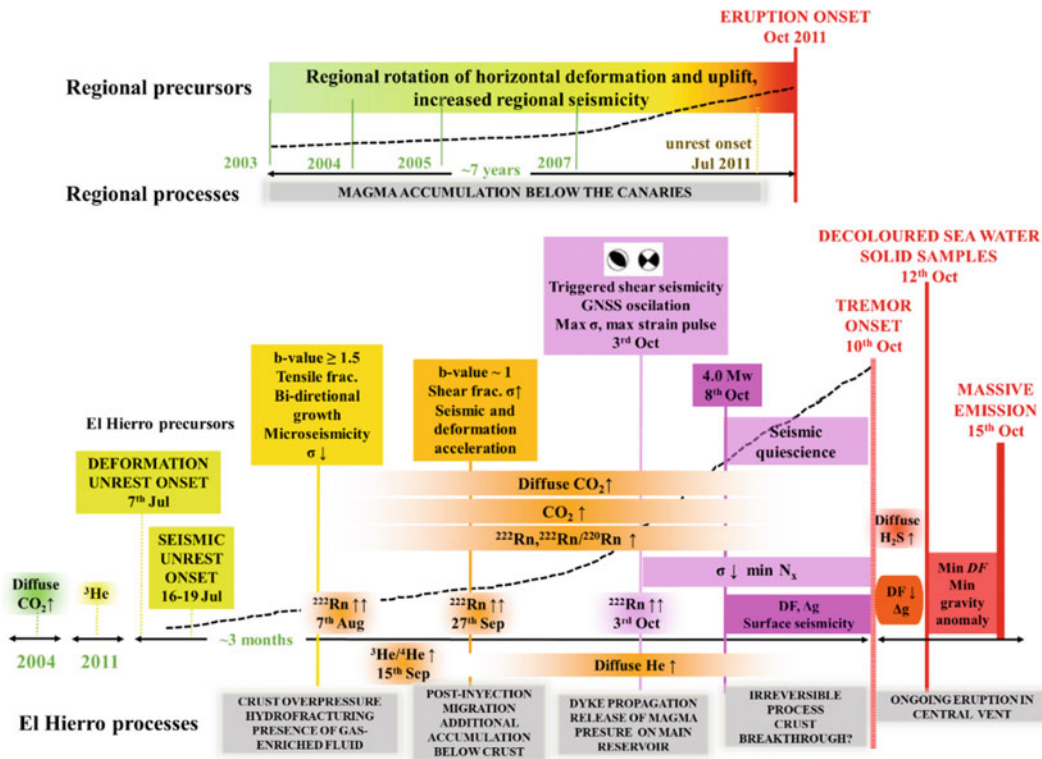 ERUPTION ONSET
Oct 2011
Regional precursors
Regional rotation of horizontal deformation and uplift,
increased regional seismicity
2003
2004
2005
2007
unrest onset
Jul 2011
~7 years
Regional processes
MAGMA ACCUMULATION BELOW THE CANARIES
DECOLOURED SEA WATER
SOLID SAMPLES
12th Oct
Triggered shear seismicity
GNSS oscilation
Max σ, max strain pulse
3rd Oct
TREMOR
ONSET
10th Oct
b-value ≥ 1.5
Tensile frac.
Bi-diretional
growth
Microseismicity
σ ↓
b-value ~ 1
Shear frac. σ↑
Seismic and
deformation
acceleration
4.0 Mw
8th Oct
MASSIVE
EMISSION
15th Oct
El Hierro precursors
Seismic
quiescience
DEFORMATION
UNREST ONSET
7th Jul
SEISMIC
UNREST
ONSET
16-19 Jul
Diffuse CO2↑
CO2 ↑
222Rn, 222Rn/220Rn ↑
Diffuse
H2S ↑
Diffuse
CO2↑
3He
σ ↓ min Nx
Min DF
Min
gravity
anomaly
222Rn ↑↑
7th Aug
222Rn ↑↑
27th Sep
222Rn ↑↑
3rd Oct
DF, Δg
Surface seismicity
DF ↓
Δg
2004
2011
~3 months
3He/4He ↑
15th Sep
Diffuse He ↑
El Hierro processes
CRUST OVERPRESSURE
HYDROFRACTURING
PRESENCE OF GAS-
ENRICHED FLUID
POST-INYECTION
MIGRATION
ADDITIONAL
ACCUMULATION
BELOW CRUST
DYKE PROPAGATION
RELEASE OF MAGMA
PRESURE ON MAIN
RESERVOIR
IRREVERSIBLE
PROCESS
CRUST
BREAKTHROUGH?
ONGOING ERUPTION IN
CENTRAL VENT